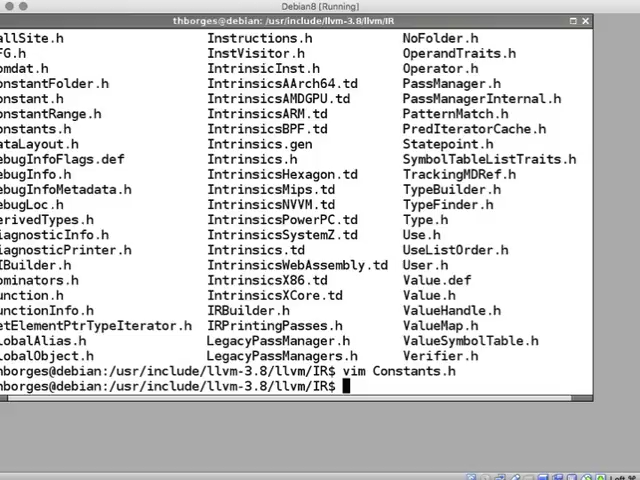 Debian8 [Running]
thborges@debian: /usr/include/llvm-3.8/llvm/IR
allSite.h Instructions.h NoFolder.h
FG.h InstVisitor.h OperandTraits.h
omdat.h IntrinsicInst.h Operator.h
onstantFolder.h IntrinsicsAArch64.td PassManager.h
onstant.h IntrinsicsAMDGPU.td PassManagerInternal.h
onstantRange.h IntrinsicsARM.td PatternMatch.h
onstants.h IntrinsicsBPF.td PredIteratorCache.h
ataLayout.h Intrinsics.gen Statepoint.h
ebugInfoFlags.def Intrinsics.h SymbolTableListTraits.h
ebugInfo.h IntrinsicsHexagon.td TrackingMDRef.h
ebugInfoMetadata.h IntrinsicsMips.td TypeBuilder.h
ebugLoc.h IntrinsicsNVVM.td TypeFinder.h
erivedTypes.h IntrinsicsPowerPC.td Type.h
iagnosticInfo.h IntrinsicsSystemZ.td Use.h
iagnosticPrinter.h Intrinsics.td UseListOrder.h
IBuilder.h IntrinsicsWebAssembly.td User.h
ominators.h IntrinsicsX86.td Value.def
unction.h IntrinsicsXCore.td Value.h
unctionInfo.h IRBuilder.h ValueHandle.h
etElementPtrTypeIterator.h IRPrintingPasses.h ValueMap.h
lobalAlias.h LegacyPassManager.h ValueSymbolTable.h
lobalObject.h LegacyPassManagers.h Verifier.h
hborges@debian:/usr/include/llvm-3.8/llvm/IR$ vim Constants.h
hborges@debian:/usr/include/llvm-3.8/llvm/IR$
Left ⌘